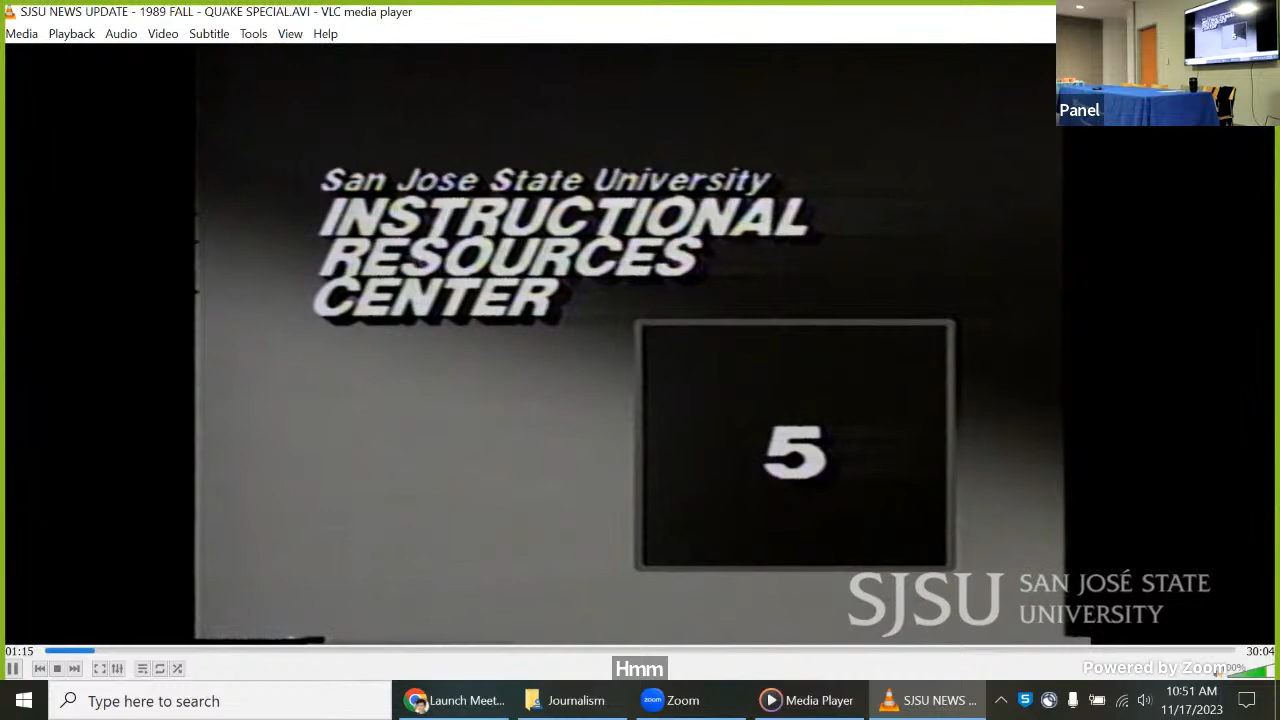 SJSU NEWS UPDATE - 1989 FALL - QUAKE SPECIAL.AVI - VLC media player
Media Playback Audio Video Subtitle Tools View Help
Panel
San Jose State University
INSTRUCTIONAL
RESOURCES
CENTER
5
SJSU SAN JOSÉ STATE
UNIVERSITY
01:15
30:04
Hmm
Powered by Zoom
Type here to search
Launch Meet...
Journalism
Zoom
Media Player
SJSU NEWS ...
10:51 AM
11/17/2023